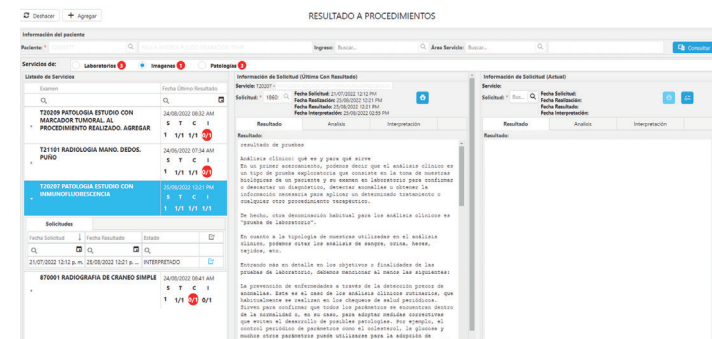 Deshacer + Agregar
RESULTADO A PROCEDIMIENTOS
Información del paciente
Paciente: *
Ingreso: Buscar...
Área Servicio: Buscar...
Consultar
Servicios de: Laboratorios 2 Imagenes 1 Patologías 3
Listado de Servicios
Examen Fecha Último Resultado
T20209 PATOLOGIA ESTUDIO CON MARCADOR TUMORAL. AL PROCEDIMIENTO REALIZADO. AGREGAR
24/08/2022 08:32 AM
S T C I
1 1/1 1/1 0/1
T21101 RADIOLOGIA MANO. DEDOS. PUÑO
24/06/2022 07:34 AM
S T C I
1 1/1 1/1 0/1
T20207 PATOLOGIA ESTUDIO CON INMUNOFLUORESCENCIA
25/08/2022 12:21 PM
S T C I
1 1/1 1/1 1/1
Solicitudes
Fecha Solicitud Fecha Resultado Estado
21/07/2022 12:12 p. m. 25/08/2022 12:21 p. ... INTERPRETADO
870001 RADIOGRAFIA DE CRANEO SIMPLE
24/08/2022 08:41 AM
S T C I
1 1/1 0/1 0/1
Información de Solicitud (Última Con Resultado)
Servicio: T20207 -
Solicitud: * 1860:
Fecha Solicitud: 21/07/2022 12:12 PM
Fecha Realización: 25/08/2022 12:21 PM
Fecha Resultado: 25/08/2022 12:21 PM
Fecha Interpretación: 25/08/2022 02:55 PM
Resultado Analisis Interpretación
Resultado:
resultado de pruebas
Análisis clínico: qué es y para qué sirve
En un primer acercamiento, podemos decir que el análisis clínico es
un tipo de prueba exploratoria que consiste en la toma de muestras
biológicas de un paciente y su examen en laboratorio para confirmar
o descartar un diagnóstico, detectar anomalías u obtener la
información necesaria para aplicar un determinado tratamiento o
cualquier otro procedimiento terapéutico.
De hecho, otra denominación habitual para los análisis clínicos es
"prueba de laboratorio".
En cuanto a la tipología de muestras utilizadas en el análisis
clínico, podemos citar los análisis de sangre, orina, heces,
tejidos, etc.
Entrando más en detalle en los objetivos o finalidades de las
pruebas de laboratorio, debemos mencionar al menos las siguientes:
La prevención de enfermedades a través de la detección precoz de
anomalías. Este es el caso de los análisis clínicos rutinarios, que
habitualmente se realizan en los chequeos de salud periódicos.
Sirven para confirmar que todos los parámetros se encuentran dentro
de la normalidad o, en su caso, para adoptar medidas correctivas
que eviten el desarrollo de posibles patologías. Por ejemplo, el
control periódico de parámetros como el colesterol, la glucosa y
muchos otros parámetros puede utilizarse para la adopción de
Información de Solicitud (Actual)
Servicio:
Solicitud: * Bus...
Fecha Solicitud:
Fecha Realización:
Fecha Resultado:
Fecha Interpretación:
Resultado Analisis Interpretación
Resultado: